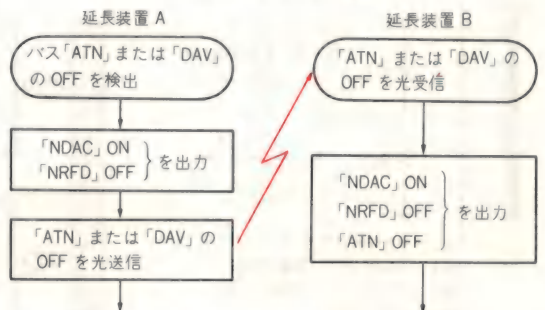 延長装置 A
バス「ATN」または「DAV」
の OFF を検出
「NDAC」ON
「NRFD」OFF
を出力
「ATN」または「DAV」の
OFF を光送信
延長装置 B
「ATN」または「DAV」の
OFF を光受信
「NDAC」ON
「NRFD」OFF
「ATN」OFF
を出力